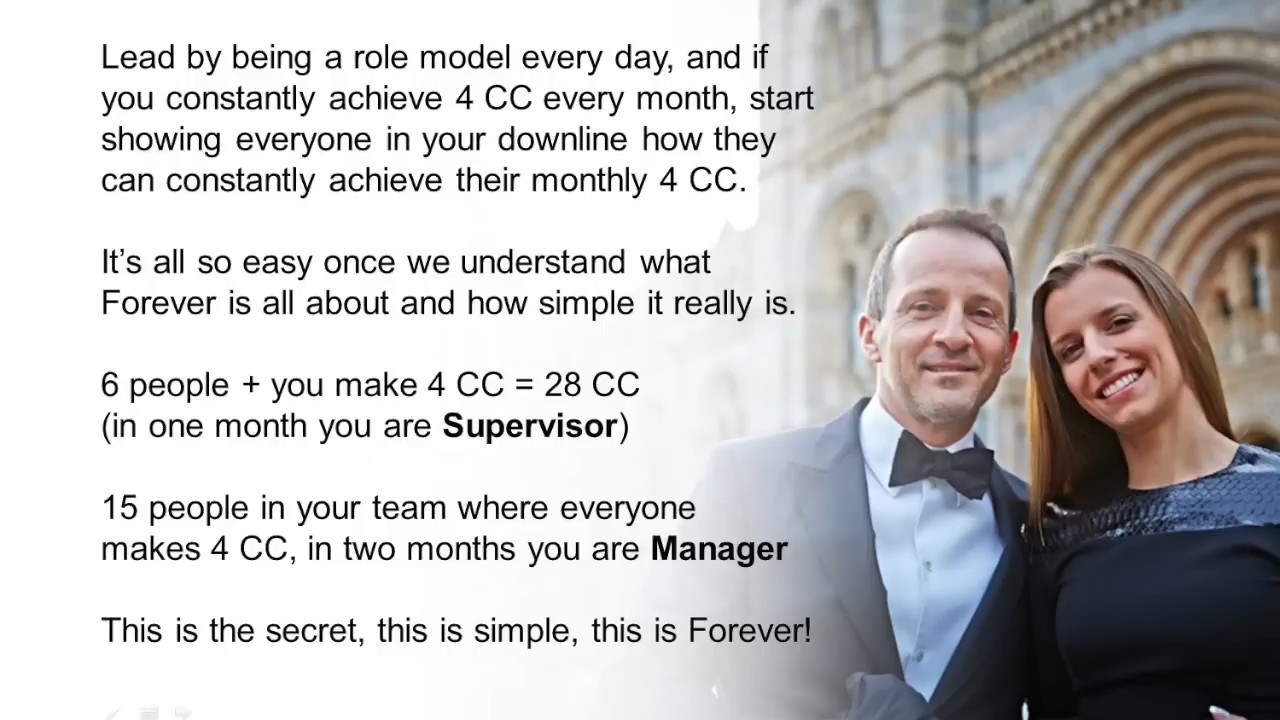 Lead by being a role model every day, and if
you constantly achieve 4 CC every month, start
showing everyone in your downline how they
can constantly achieve their monthly 4 CC.
It’s all so easy once we understand what
Forever is all about and how simple it really is.
6 people + you make 4 CC = 28 CC
(in one month you are Supervisor)
15 people in your team where everyone
makes 4 CC, in two months you are Manager
This is the secret, this is simple, this is Forever!